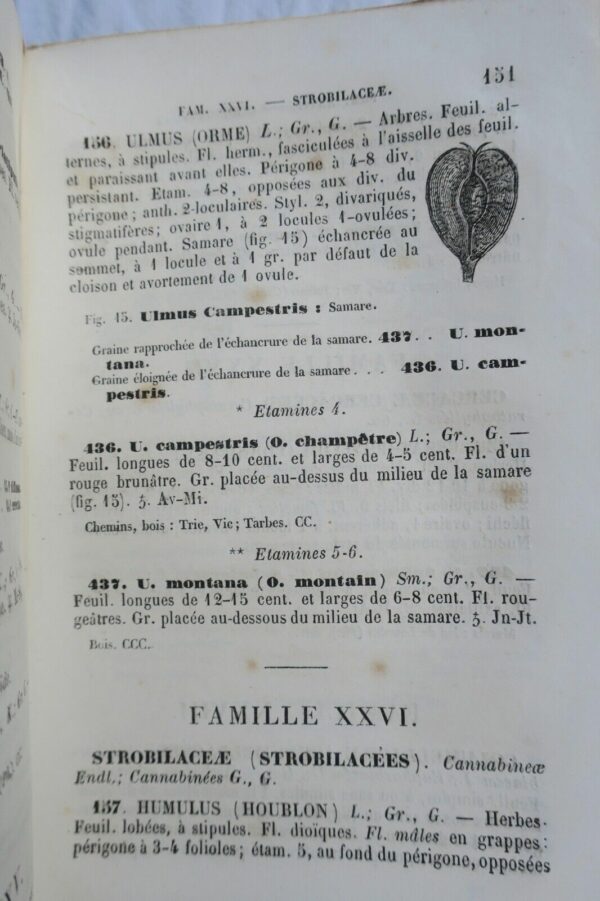 FAM. XXVI. — STROBILACEÆ.
151
156. ULMUS (ORME) L.; Gr., G. — Arbres. Feuil. al-
ternes, à stipules. Fl. herm., fasciculées à l'aisselle des feuil.
et paraissant avant elles. Périgone à 4-8 div.
persistant. Etam. 4-8, opposées aux div. du
périgone; anth. 2-loculaires. Styl. 2, divariqués,
stigmatifères; ovaire 1, à 2 locules 1-ovulées;
ovule pendant. Samare (fig. 15) échancrée au
sommet, à 1 locule et à 1 gr. par défaut de la
cloison et avortement de 1 ovule.
Fig. 15. Ulmus Campestris : Samare.
Graine rapprochée de l'échancrure de la samare. 437. . U. mon-
tana.
Graine éloignée de l'échancrure de la samare . . . 436. U. cam-
pestris.
* Etamines 4.
436. U. campestris (O. champêtre) L.; Gr., G. —
Feuil. longues de 8-10 cent. et larges de 4-5 cent. Fl. d'un
rouge brunâtre. Gr. placée au-dessus du milieu de la samare
(fig. 15). 5. Av-Mi.
Chemins, bois : Trie, Vic; Tarbes. CC.
** Etamines 5-6.
437. U. montana (O. montain) Sm.; Gr., G. —
Feuil. longues de 12-15 cent. et larges de 6-8 cent. Fl. rou-
geâtres. Gr. placée au-dessous du milieu de la samare. 5. Jn-Jt.
Bois. CCC.
FAMILLE XXVI.
STROBILACEÆ (STROBILACÉES). Cannabineæ
Endl.; Cannabinées G., G.
157. HUMULUS (HOUBLON) L.; Gr., G. — Herbes.
Feuil. lobées, à stipules. Fl. dioïques. Fl. mâles en grappes:
périgone à 3-4 folioles; étam. 5, au fond du périgone, opposées